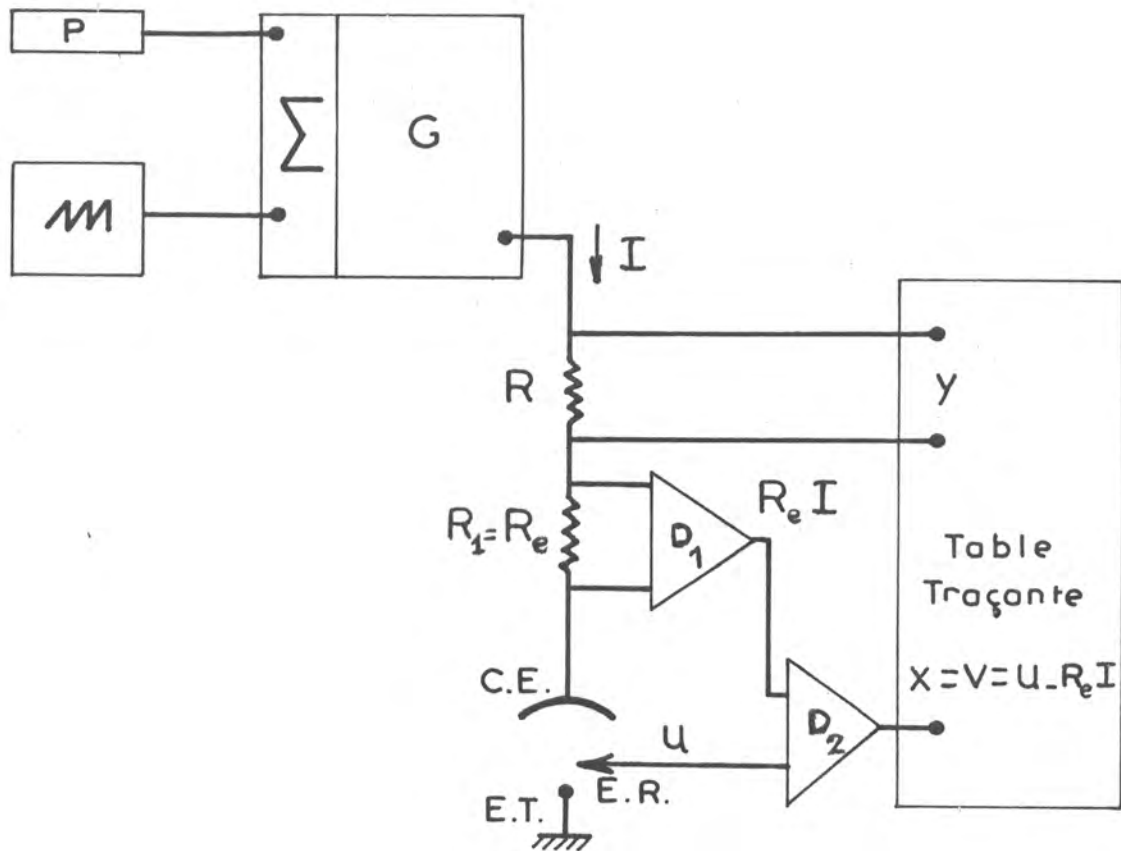 P
Σ
G
I
R
y
R₁=Rₑ
D₁
RₑI
Table
Traçante
X=V=U-RₑI
C.E.
U
D₂
E.R.
E.T.